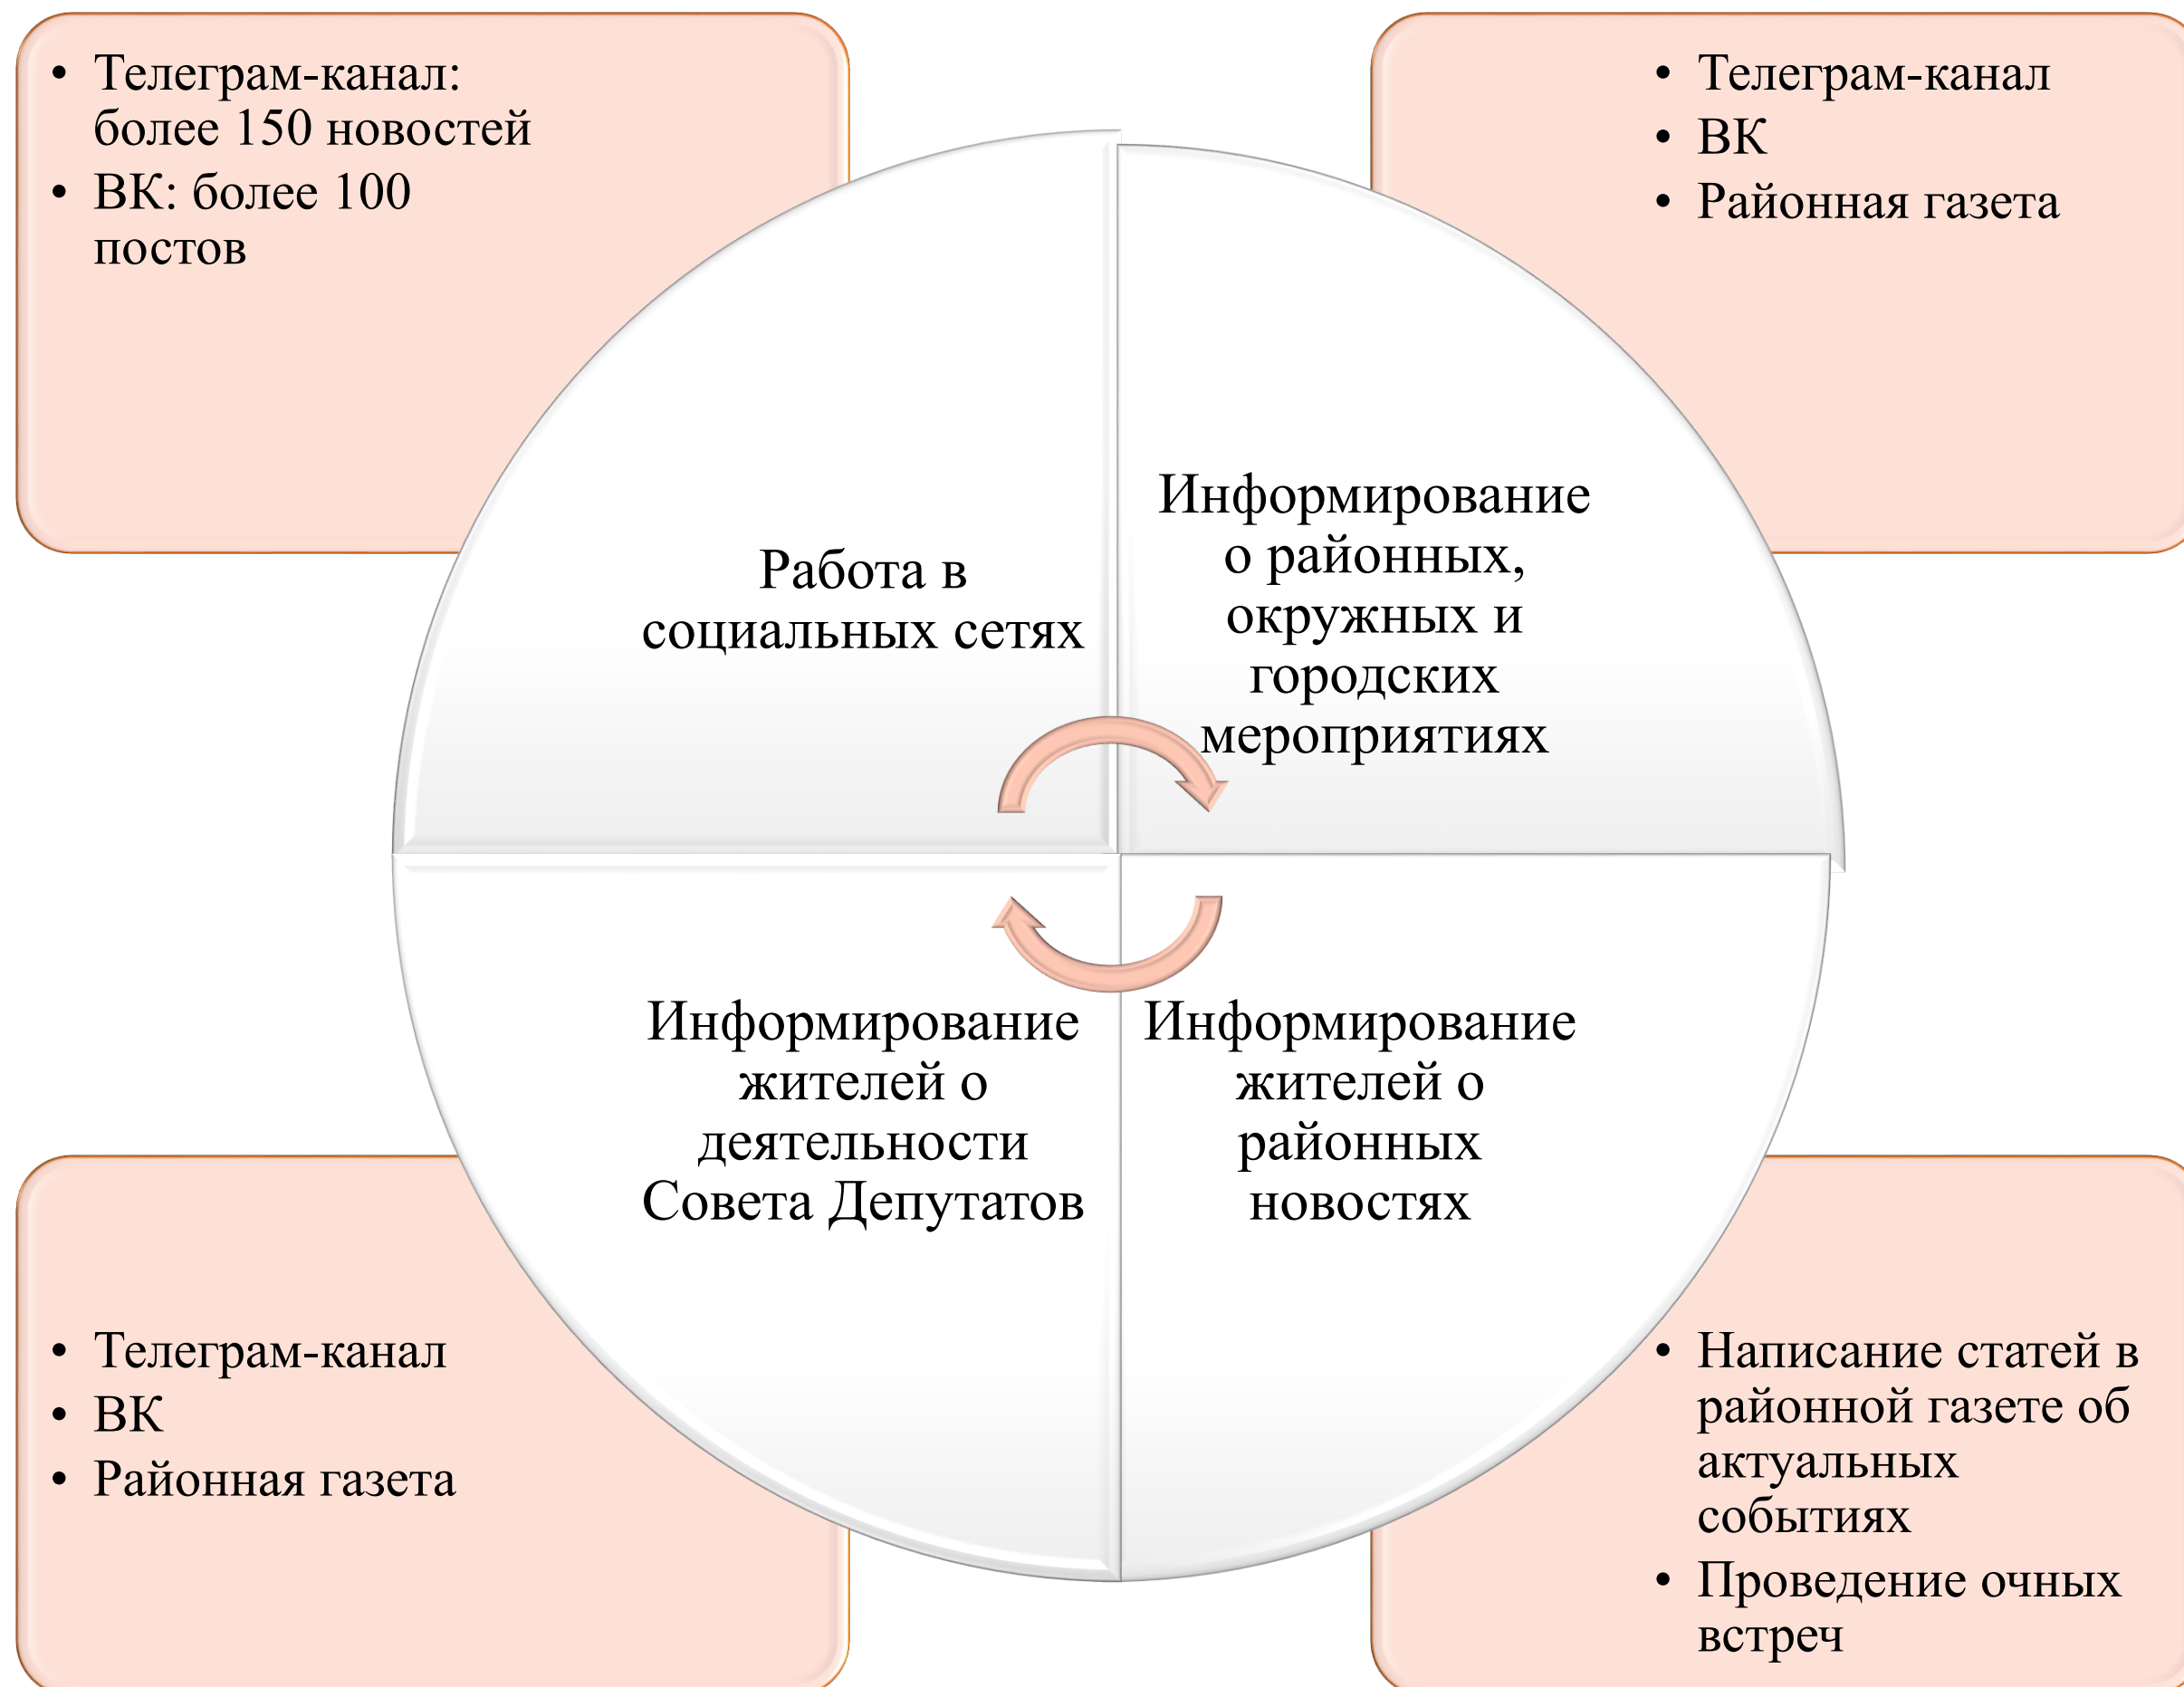 • Телеграм-канал:
более 150 новостей
• ВК: более 100
постов
• Телеграм-канал
• ВК
• Районная газета
Работа в
социальных сетях
Информирование
о районных,
окружных и
городских
мероприятиях
Информирование
жителей о
деятельности
Совета Депутатов
Информирование
жителей о
районных
новостях
• Телеграм-канал
• ВК
• Районная газета
• Написание статей в
районной газете об
актуальных
событиях
• Проведение очных
встреч